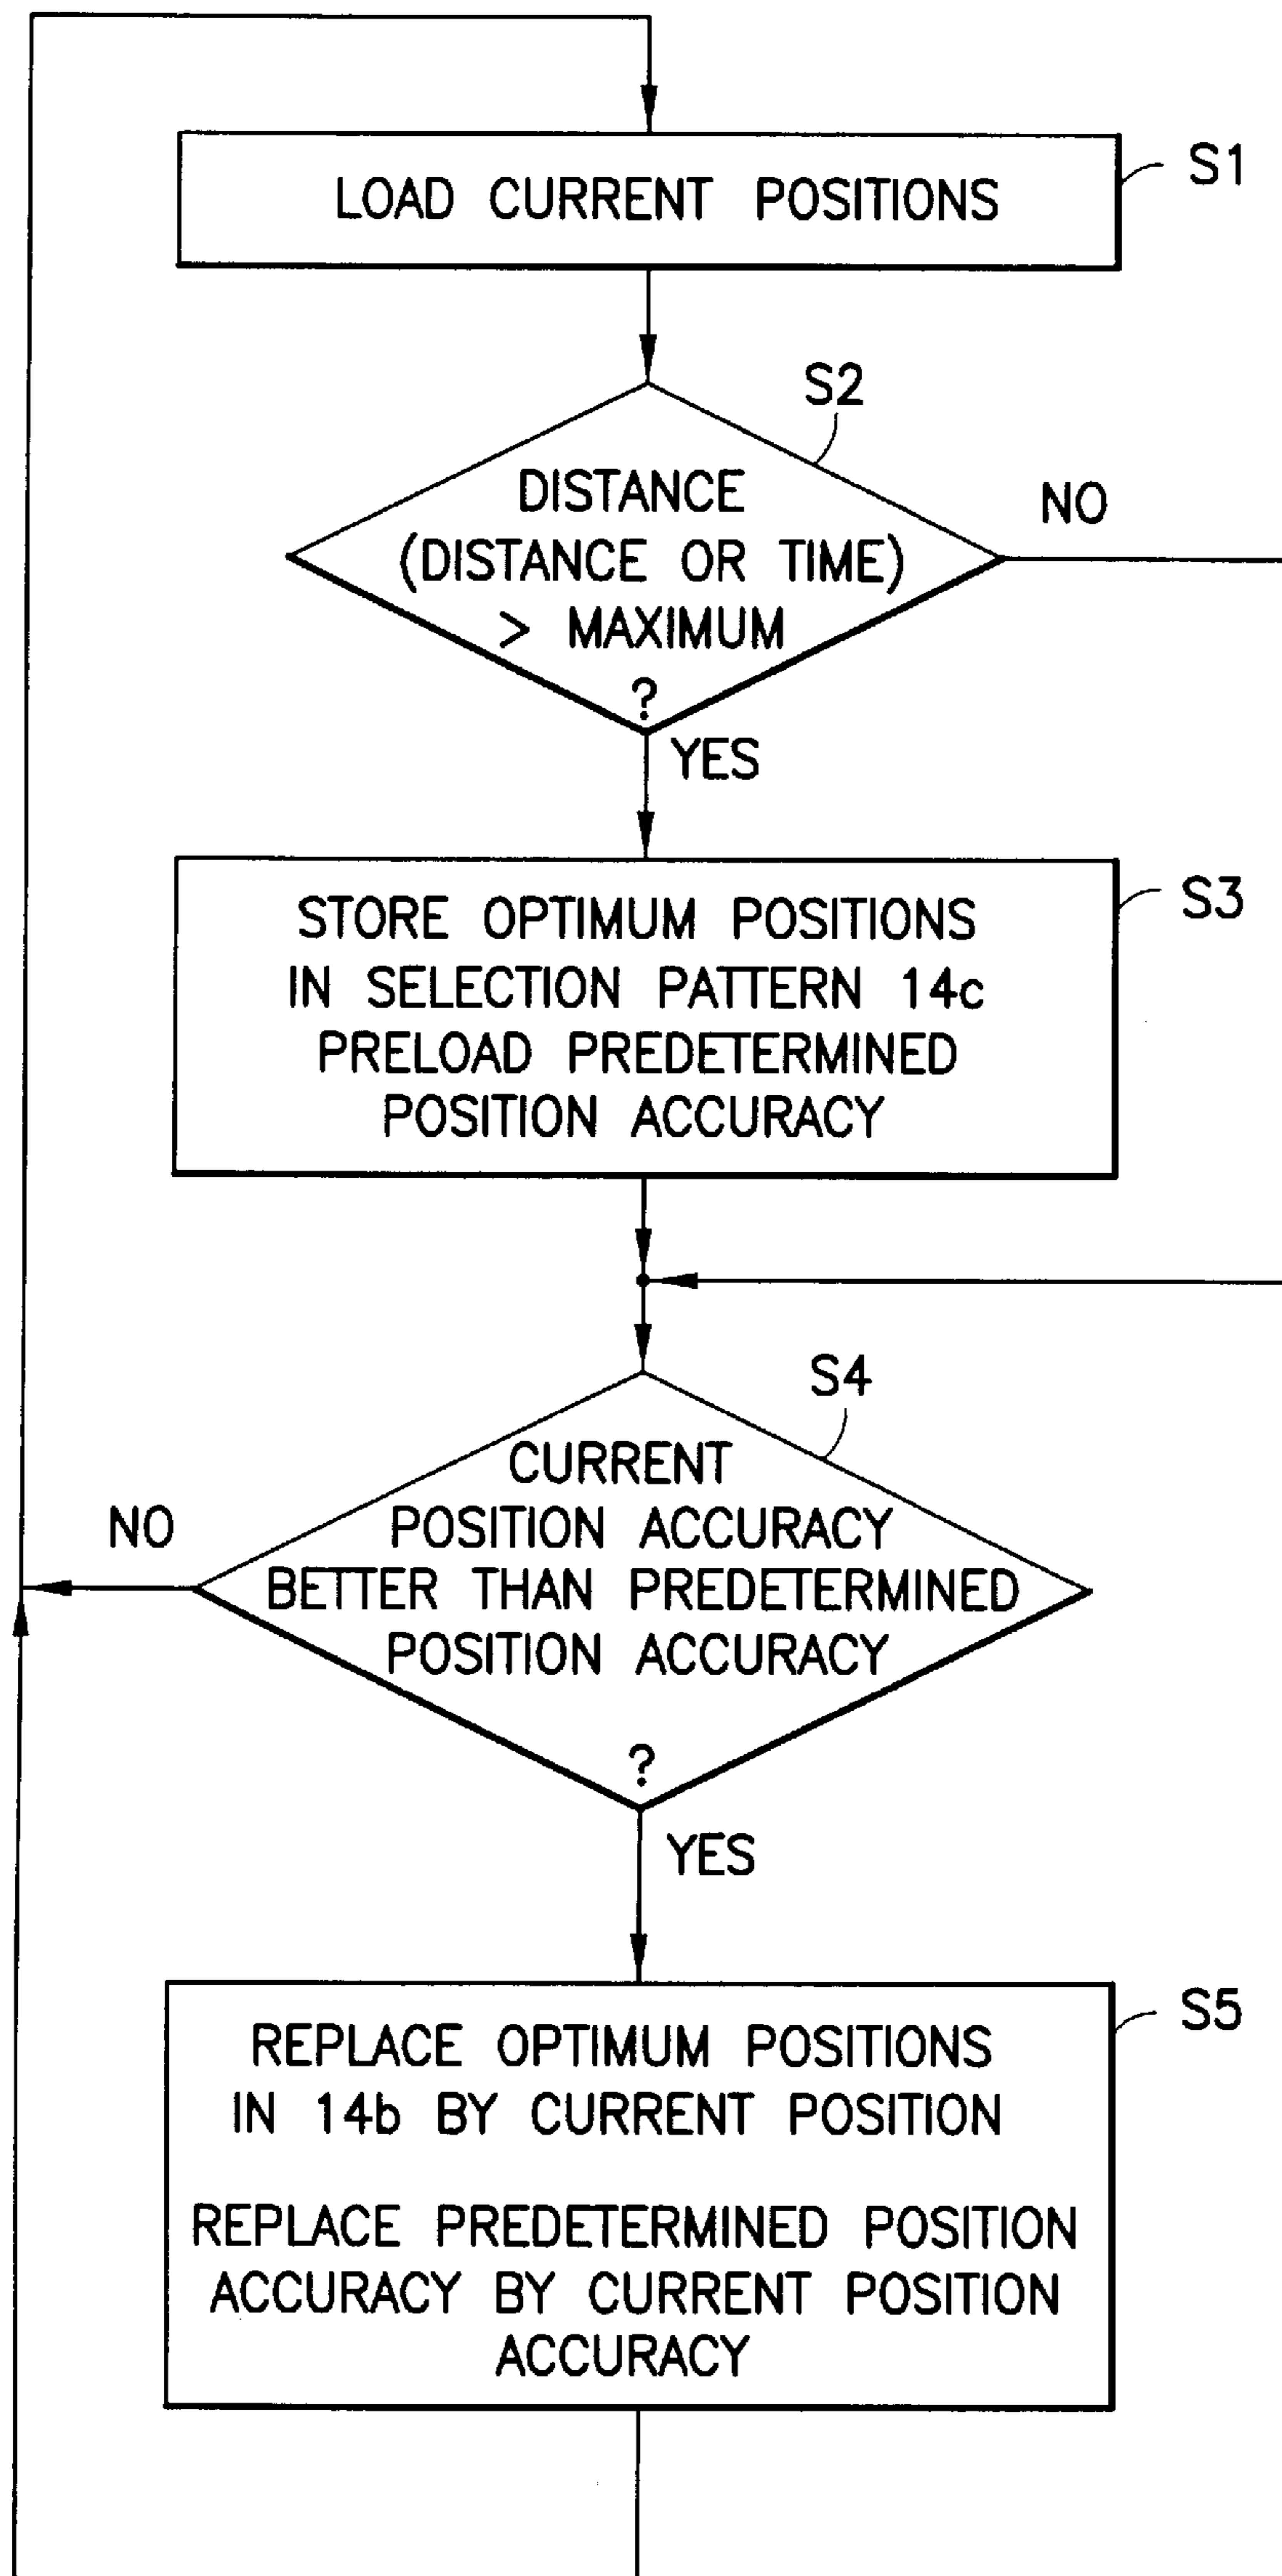 LOAD CURRENT POSITIONS
S1
S2
DISTANCE
(DISTANCE OR TIME)
> MAXIMUM
?
NO
YES
STORE OPTIMUM POSITIONS
IN SELECTION PATTERN 14c
PRELOAD PREDETERMINED
POSITION ACCURACY
S3
S4
CURRENT
POSITION ACCURACY
BETTER THAN PREDETERMINED
POSITION ACCURACY
?
NO
YES
REPLACE OPTIMUM POSITIONS
IN 14b BY CURRENT POSITION
REPLACE PREDETERMINED POSITION
ACCURACY BY CURRENT POSITION
ACCURACY
S5